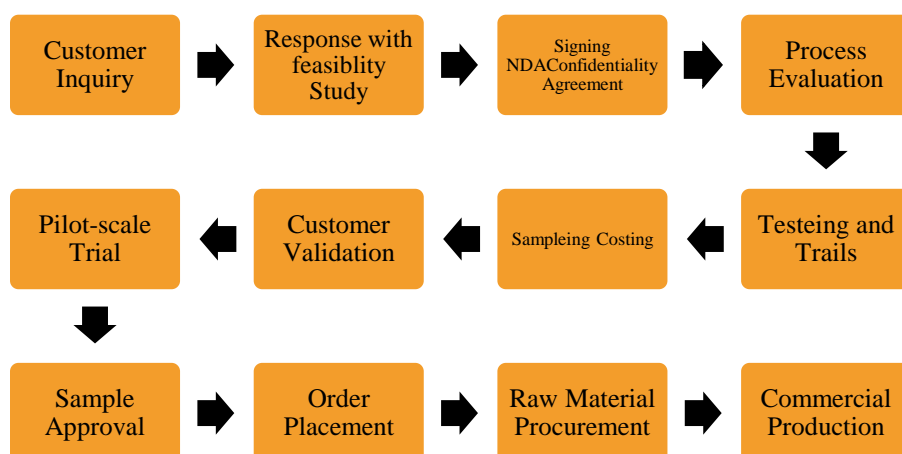 Customer
Inquiry
Response with
feasiblity
Study
Signing
NDAConfidentiality
Agreement
Process
Evaluation
Pilot-scale
Trial
Customer
Validation
Sampleing Costing
Testeing and
Trails
Sample
Approval
Order
Placement
Raw Material
Procurement
Commercial
Production